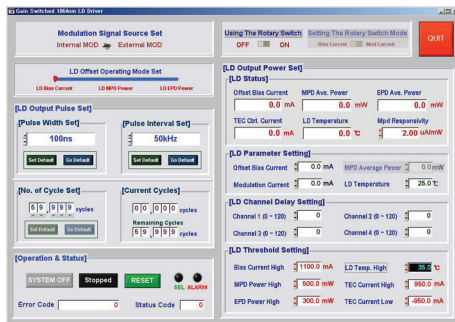 Gain Switched 1064nm LD Driver
Modulation Signal Source Set
Internal MOD External MOD
LD Offset Operating Mode Set
LD Bias Current LD MPD Power LD EPD Power
[LD Output Pulse Set]
[Pulse Width Set]
100ns
Set Default Go Default
[Pulse Interval Set]
50kHz
Set Default Go Default
[No. of Cycle Set]
59,999 cycles
Set Default Go Default
[Current Cycles]
00,000 cycles
Remaining Cycles
59,999 cycles
[Operation & Status]
SYSTEM OFF Stopped RESET SEL ALARM
Error Code 0 Status Code 0
Using The Rotary Switch
OFF ON
Setting The Rotary Switch Mode
Bias Current Mod Current
QUIT
[LD Output Power Set]
[LD Status]
Offset Bias Current MPD Ave. Power EPD Ave. Power
0.0 mA 0.0 mW 0.0 mW
TEC Ctrl. Current LD Temperature Mpd Responsivity
0.0 mA 0.0 ℃ 2.00 uA/mW
[LD Parameter Setting]
Offset Bias Current 0.0 mA MPD Average Power 0.0 mW
Modulation Current 0.0 mA LD Temperature 25.0 ℃
[LD Channel Delay Setting]
Channel 1 (0 ~ 120) 0 Channel 2 (0 ~ 120) 0
Channel 3 (0 ~ 120) 0 Channel 4 (0 ~ 120) 0
[LD Threshold Setting]
Bias Current High 1100.0 mA LD Temp. High 35.0 ℃
MPD Power High 500.0 mW TEC Current High 950.0 mA
EPD Power High 300.0 mW TEC Current Low -950.0 mA